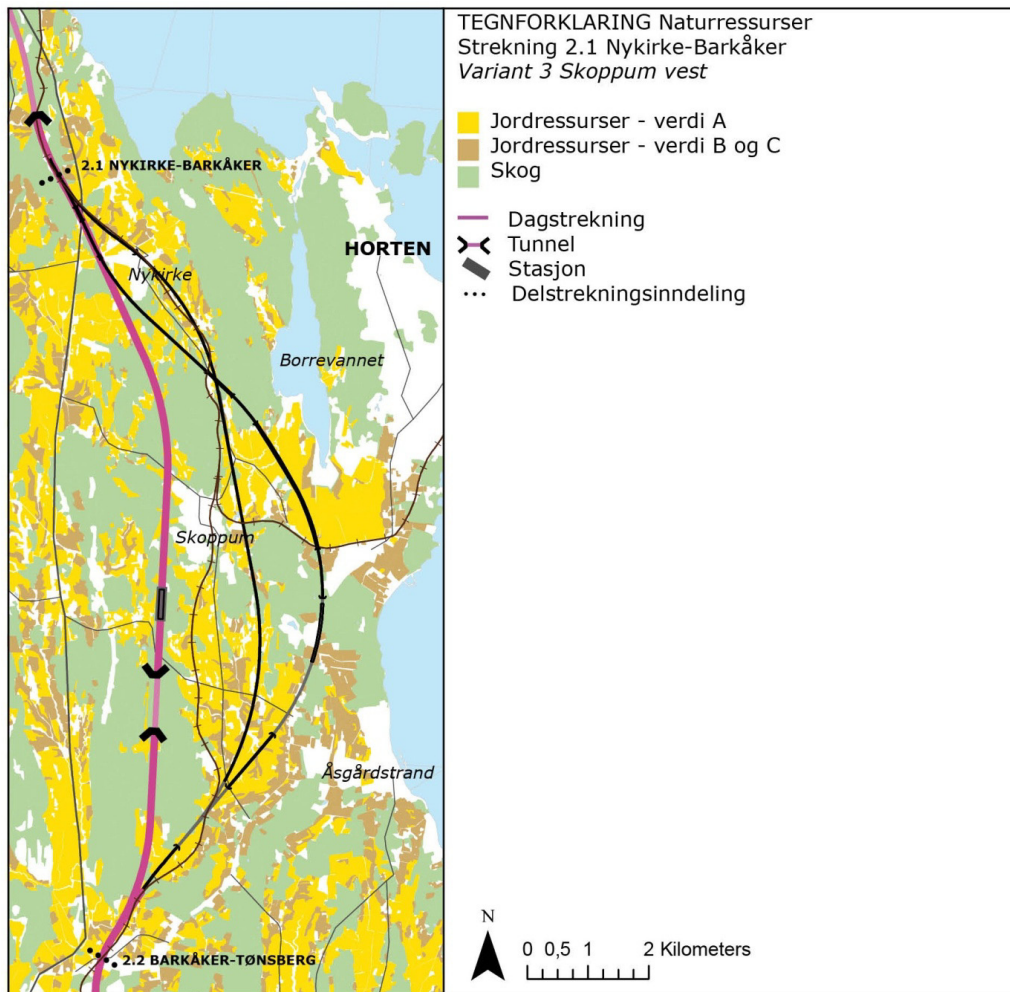 TEGNFORKLARING Naturressurser
Strekning 2.1 Nykirke-Barkåker
Variant 3 Skoppum vest
Jordressurser - verdi A
Jordressurser - verdi B og C
Skog
Dagstrekning
Tunnel
Stasjon
Delstrekningsinndeling
2.1 NYKIRKE-BARKÅKER
HORTEN
Nykirke
Borrevannet
Skoppum
Åsgårdstrand
2.2 BARKÅKER-TØNSBERG
N
0 0,5 1 2 Kilometers